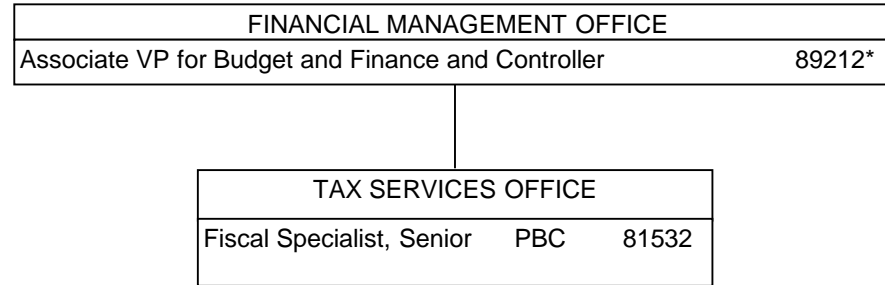 FINANCIAL MANAGEMENT OFFICE
Associate VP for Budget and Finance and Controller 89212*
TAX SERVICES OFFICE
Fiscal Specialist, Senior PBC 81532